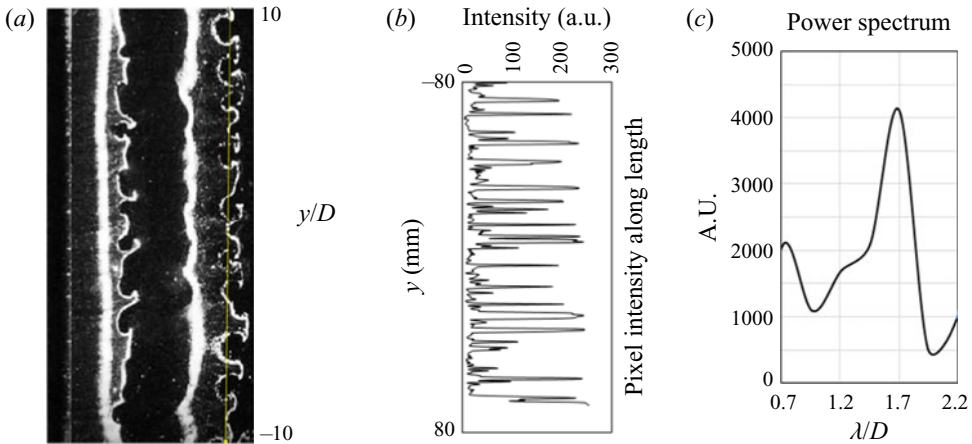 (a)
10
y/D
–10
(b)
Intensity (a.u.)
0
100
200
300
–80
y (mm)
80
Pixel intensity along length
(c)
Power spectrum
5000
4000
3000
2000
1000
0
A.U.
0.7
1.2
1.7
2.2
λ/D